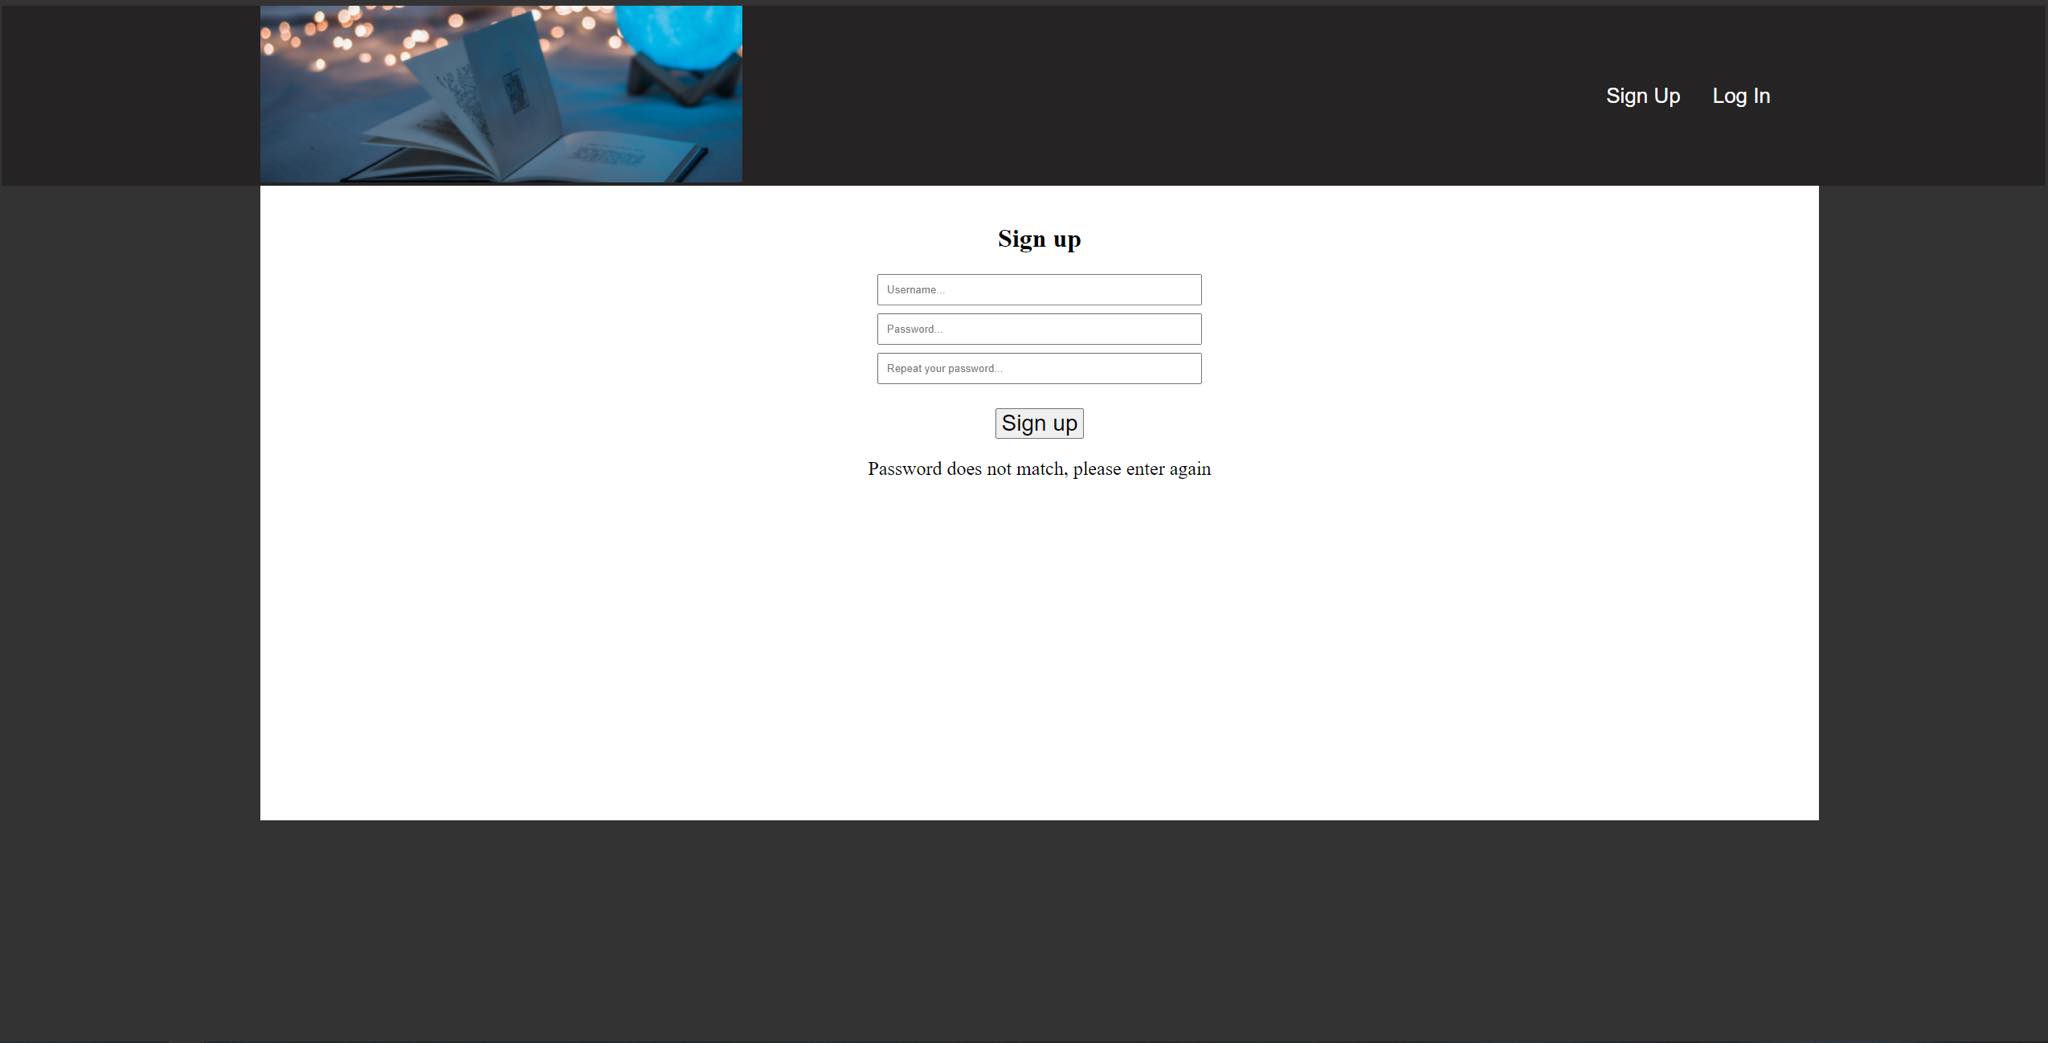 Sign Up Log In
Sign up
Username...
Password...
Repeat your password...
Sign up
Password does not match, please enter again